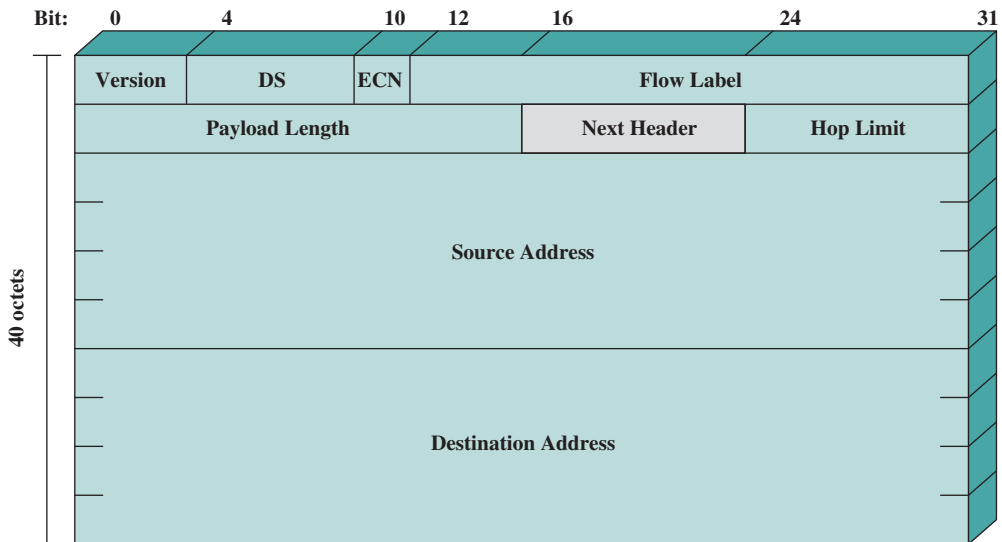 Bit: 0 4 10 12 16 24 31
Version DS ECN Flow Label
Payload Length Next Header Hop Limit
Source Address
40 octets
Destination Address